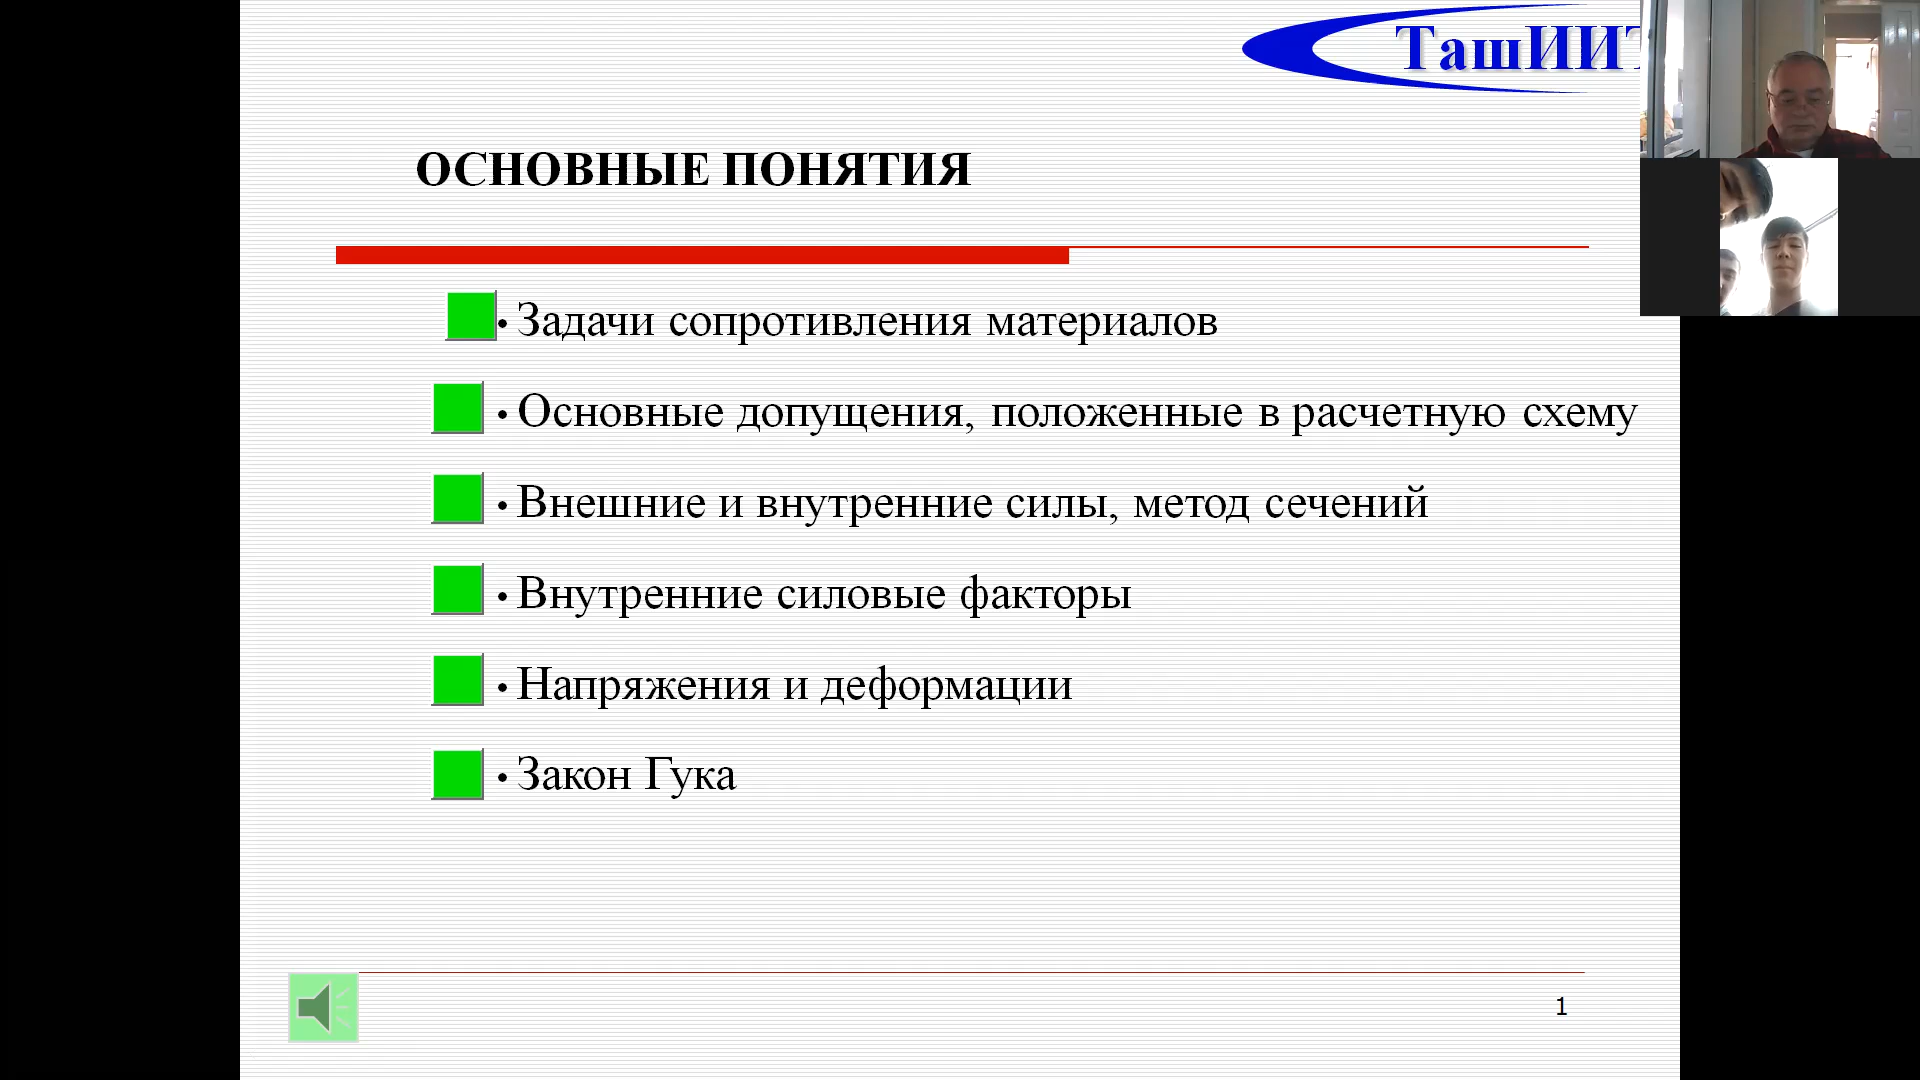 ТашИИТ
ОСНОВНЫЕ ПОНЯТИЯ
• Задачи сопротивления материалов
• Основные допущения, положенные в расчетную схему
• Внешние и внутренние силы, метод сечений
• Внутренние силовые факторы
• Напряжения и деформации
• Закон Гука
1